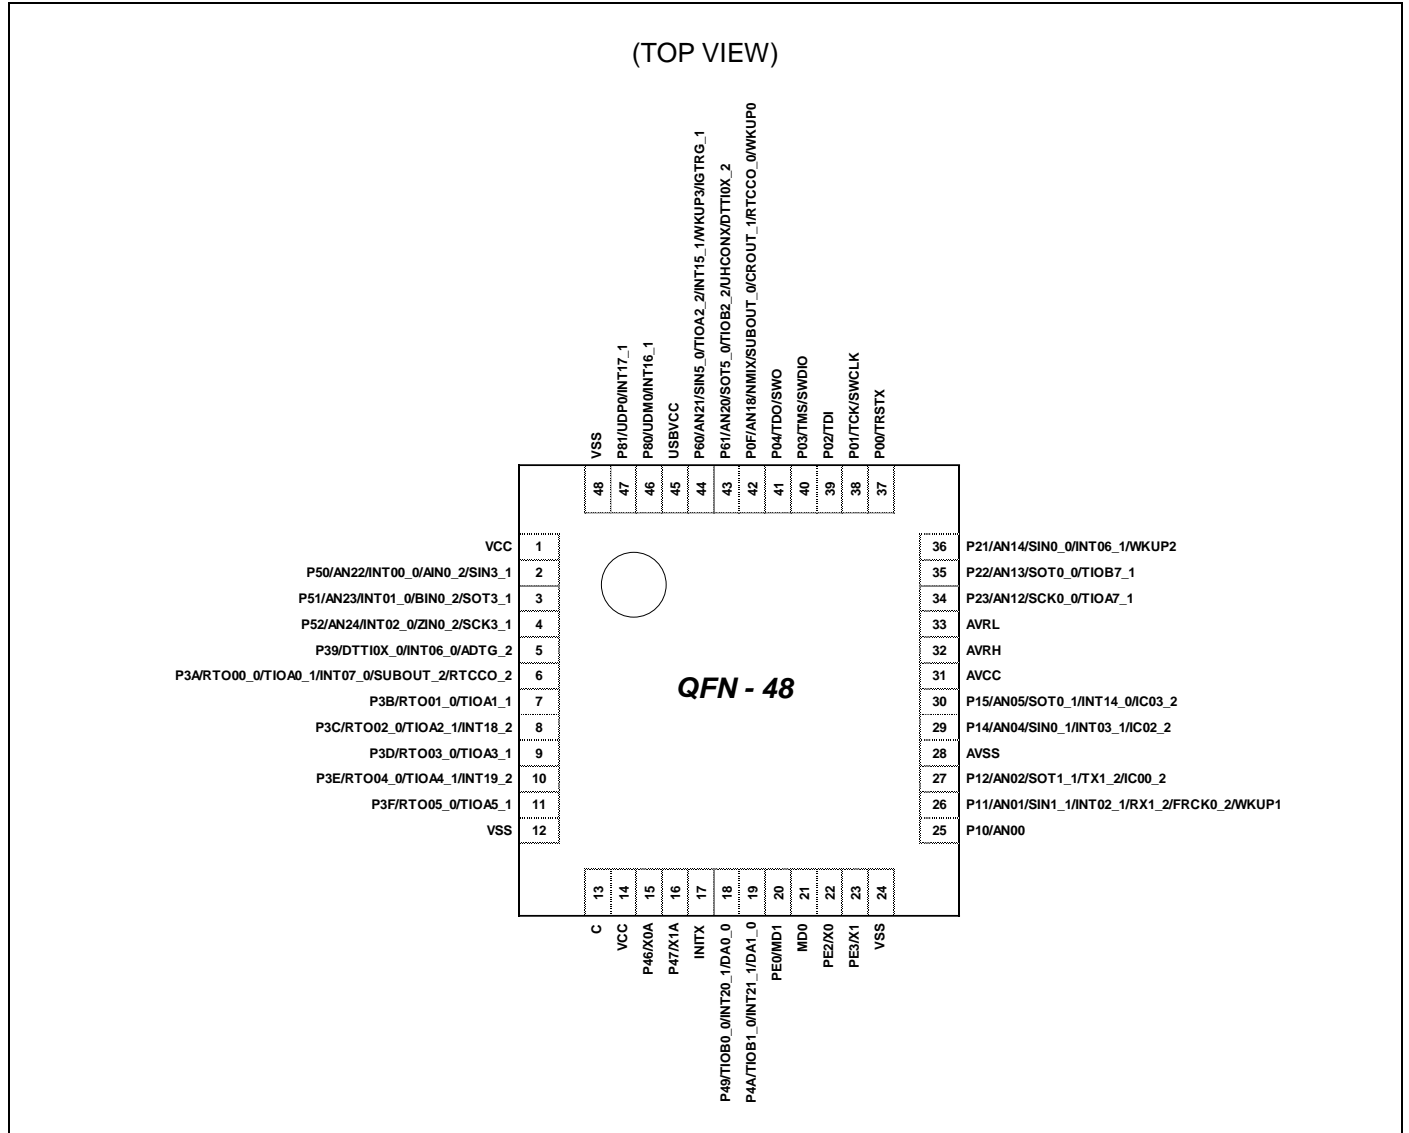 (TOP VIEW)
VSS
P81/UDP0/INT17_1
P80/UDM0/INT16_1
USBVCC
P60/AN21/SIN5_0/TIOA2_2/INT15_1/WKUP3/IGTRG_1
P61/AN20/SOT5_0/TIOB2_2/UHCONX/DTTI0X_2
P0F/AN18/NMIX/SUBOUT_0/CROUT_1/RTCCO_0/WKUP0
P04/TDO/SWO
P03/TMS/SWDIO
P02/TDI
P01/TCK/SWCLK
P00/TRSTX
48 47 46 45 44 43 42 41 40 39 38 37
VCC 1
P50/AN22/INT00_0/AIN0_2/SIN3_1 2
P51/AN23/INT01_0/BIN0_2/SOT3_1 3
P52/AN24/INT02_0/ZIN0_2/SCK3_1 4
P39/DTTI0X_0/INT06_0/ADTG_2 5
P3A/RTO00_0/TIOA0_1/INT07_0/SUBOUT_2/RTCCO_2 6
P3B/RTO01_0/TIOA1_1 7
P3C/RTO02_0/TIOA2_1/INT18_2 8
P3D/RTO03_0/TIOA3_1 9
P3E/RTO04_0/TIOA4_1/INT19_2 10
P3F/RTO05_0/TIOA5_1 11
VSS 12
QFN - 48
36 P21/AN14/SIN0_0/INT06_1/WKUP2
35 P22/AN13/SOT0_0/TIOB7_1
34 P23/AN12/SCK0_0/TIOA7_1
33 AVRL
32 AVRH
31 AVCC
30 P15/AN05/SOT0_1/INT14_0/IC03_2
29 P14/AN04/SIN0_1/INT03_1/IC02_2
28 AVSS
27 P12/AN02/SOT1_1/TX1_2/IC00_2
26 P11/AN01/SIN1_1/INT02_1/RX1_2/FRCK0_2/WKUP1
25 P10/AN00
13 14 15 16 17 18 19 20 21 22 23 24
C
VCC
P46/X0A
P47/X1A
INITX
P49/TIOB0_0/INT20_1/DA0_0
P4A/TIOB1_0/INT21_1/DA1_0
PE0/MD1
MD0
PE2/X0
PE3/X1
VSS